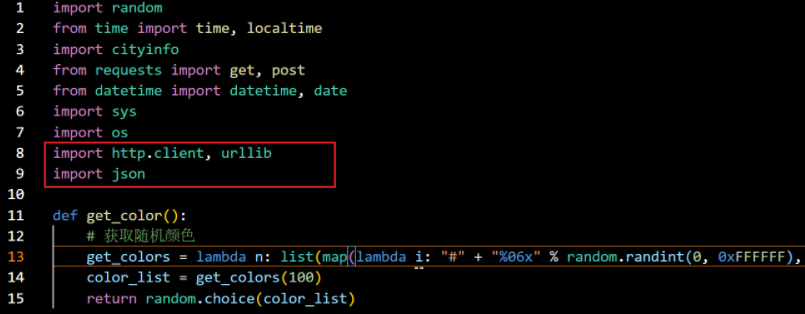 1 import random
2 from time import time, localtime
3 import cityinfo
4 from requests import get, post
5 from datetime import datetime, date
6 import sys
7 import os
8 import http.client, urllib
9 import json
10
11 def get_color():
12 # 获取随机颜色
13 get_colors = lambda n: list(map(lambda i: "#" + "%06x" % random.randint(0, 0xFFFFFF),
14 color_list = get_colors(100)
15 return random.choice(color_list)